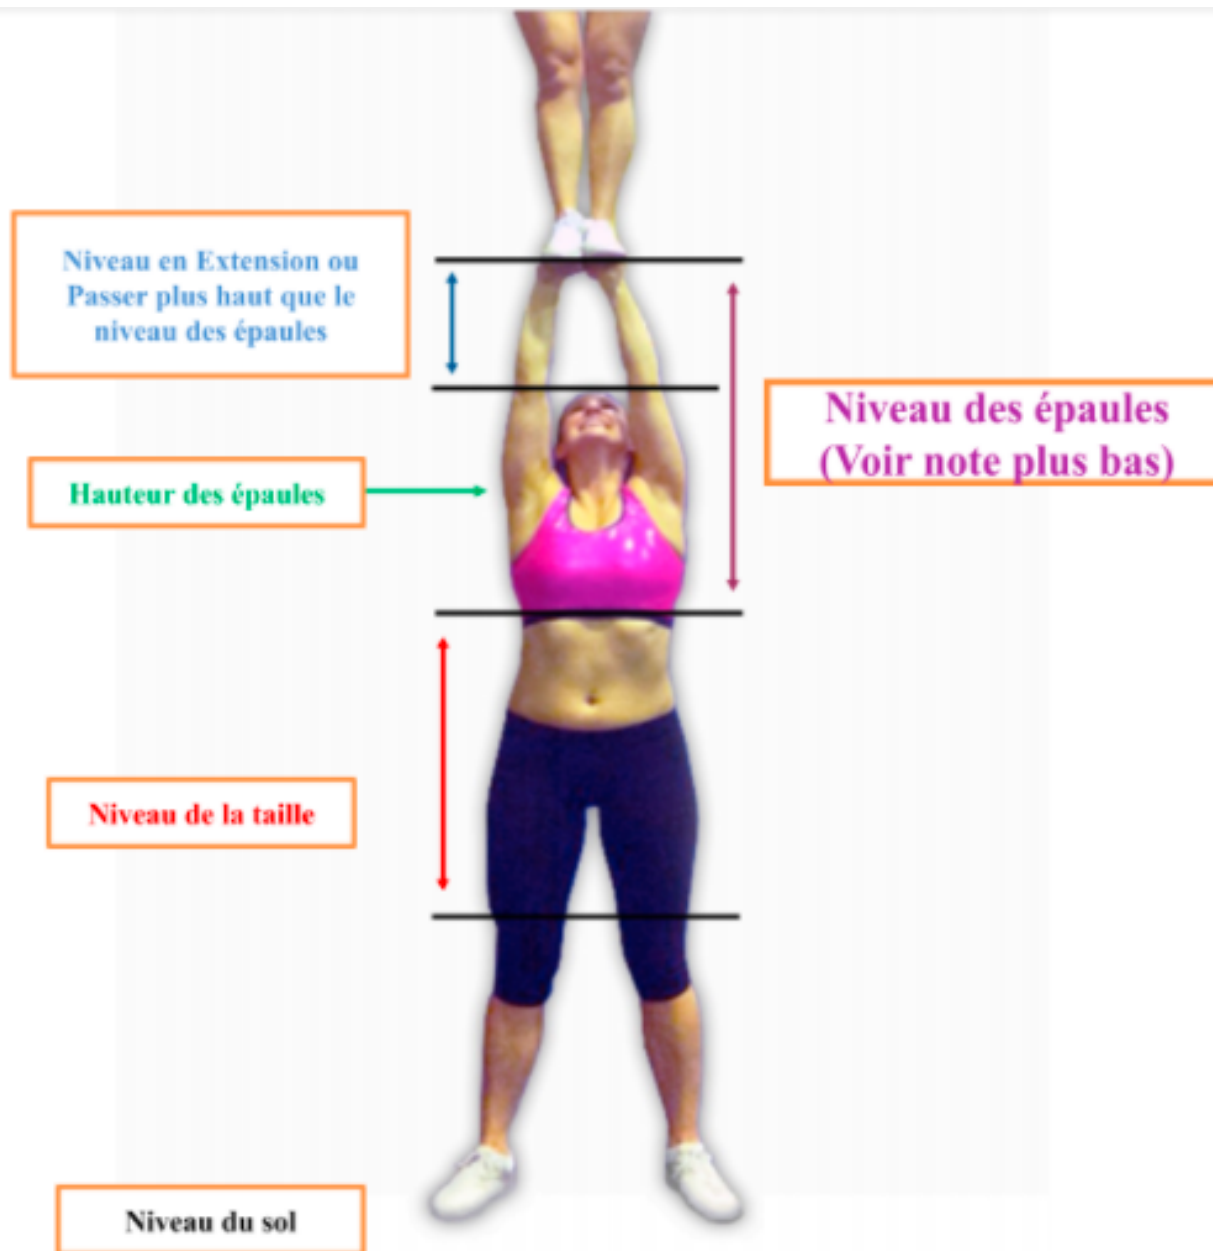 Niveau en Extension ou
Passer plus haut que le
niveau des épaules
Niveau des épaules
(Voir note plus bas)
Hauteur des épaules
Niveau de la taille
Niveau du sol